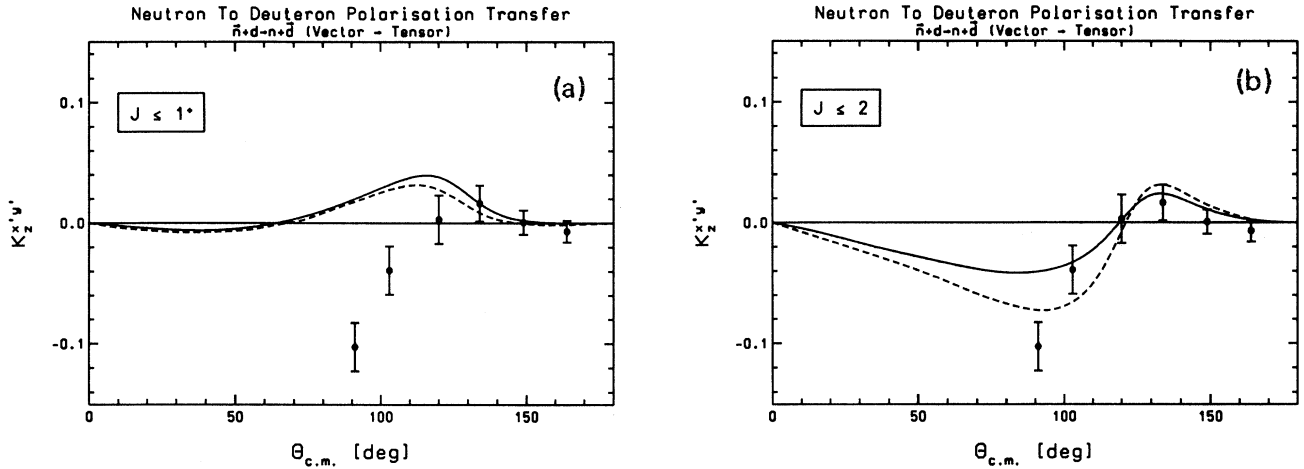 Neutron To Deuteron Polarisation Transfer
n⃗+d→n+d⃗ (Vector → Tensor)
(a)
J ≤ 1⁺
0.1
0.0
-0.1
K_z^{x'y'}
0
50
100
150
Θc.m. [deg]
Neutron To Deuteron Polarisation Transfer
n⃗+d→n+d⃗ (Vector → Tensor)
(b)
J ≤ 2
0.1
0.0
-0.1
K_z^{x'y'}
0
50
100
150
Θc.m. [deg]